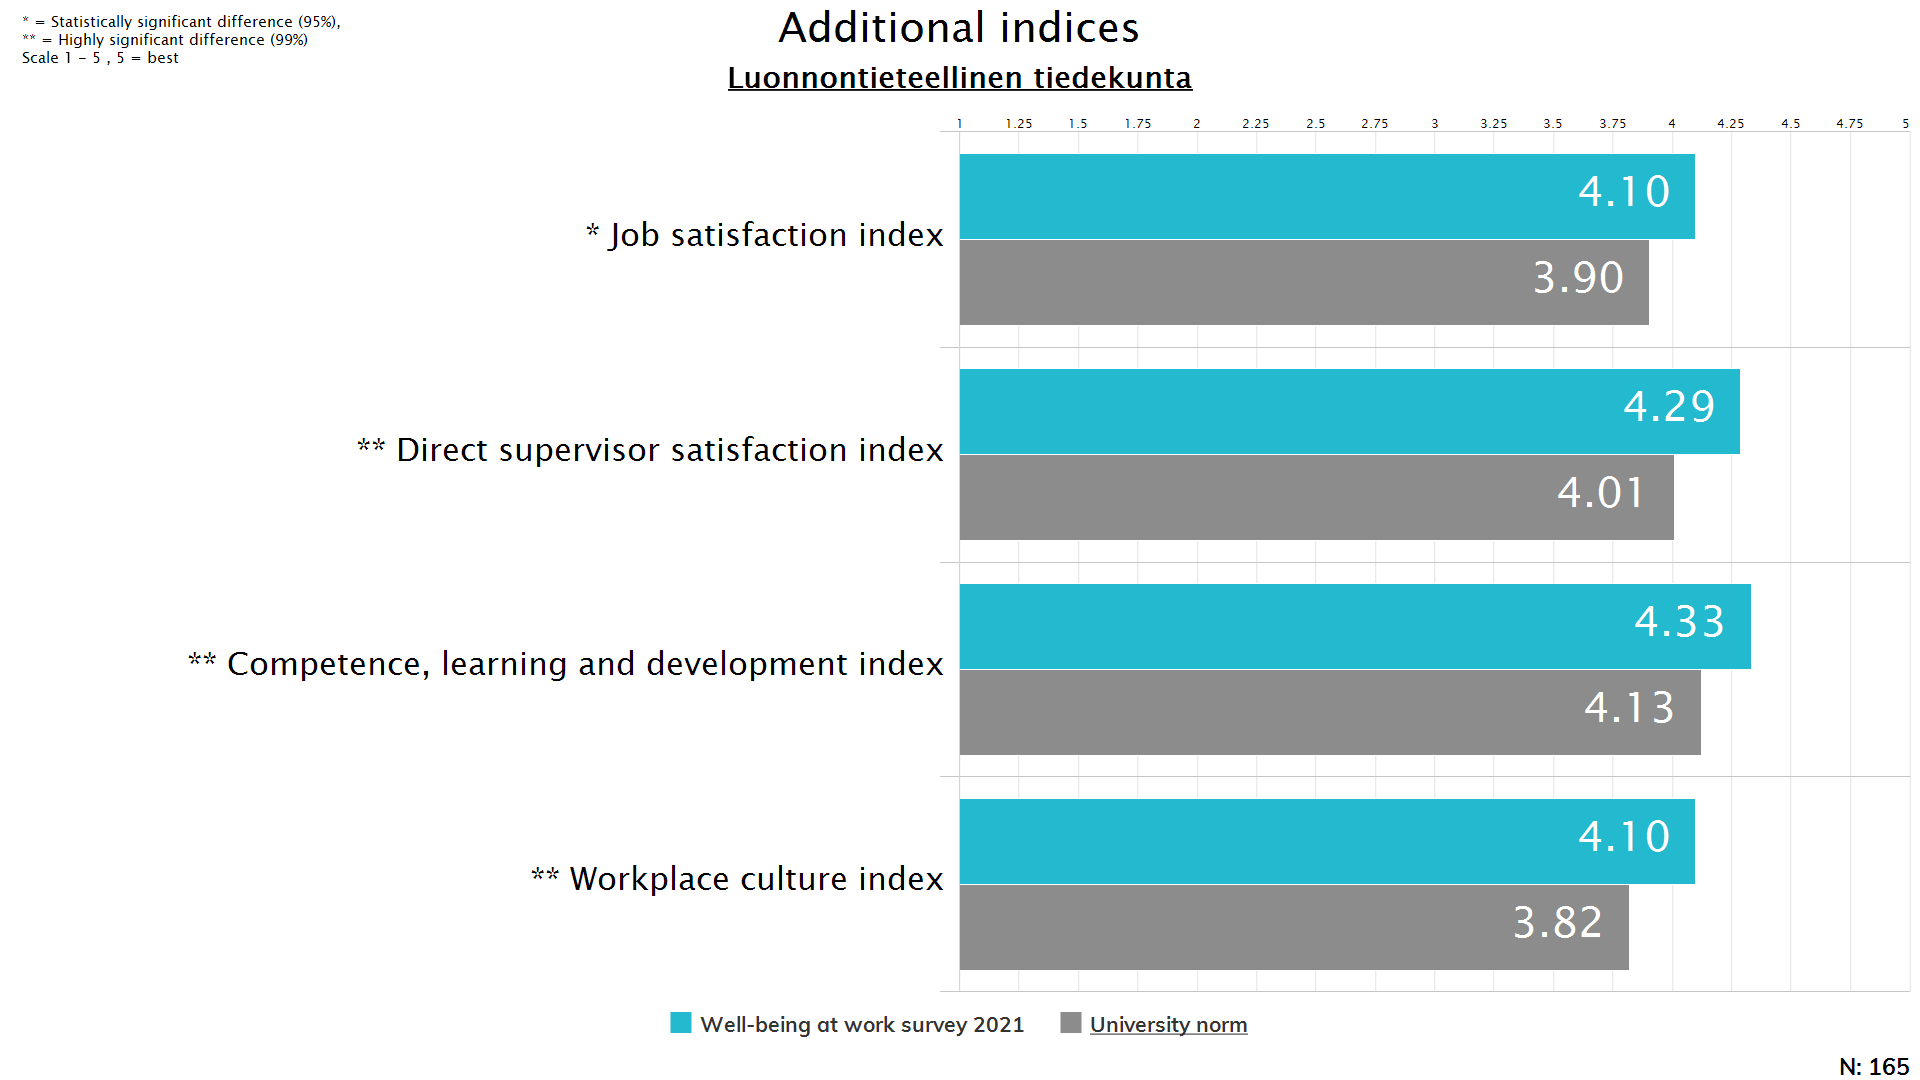 * = Statistically significant difference (95%),
** = Highly significant difference (99%)
Scale 1 - 5 , 5 = best
Additional indices
Luonnontieteellinen tiedekunta
1 1.25 1.5 1.75 2 2.25 2.5 2.75 3 3.25 3.5 3.75 4 4.25 4.5 4.75 5
* Job satisfaction index
4.10
3.90
** Direct supervisor satisfaction index
4.29
4.01
** Competence, learning and development index
4.33
4.13
** Workplace culture index
4.10
3.82
Well-being at work survey 2021 University norm
N: 165